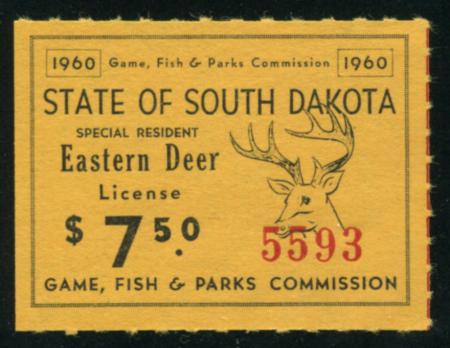 1960 Game, Fish & Parks Commission 1960
STATE OF SOUTH DAKOTA
SPECIAL RESIDENT
Eastern Deer
License
$ 7.50
5593
GAME, FISH & PARKS COMMISSION